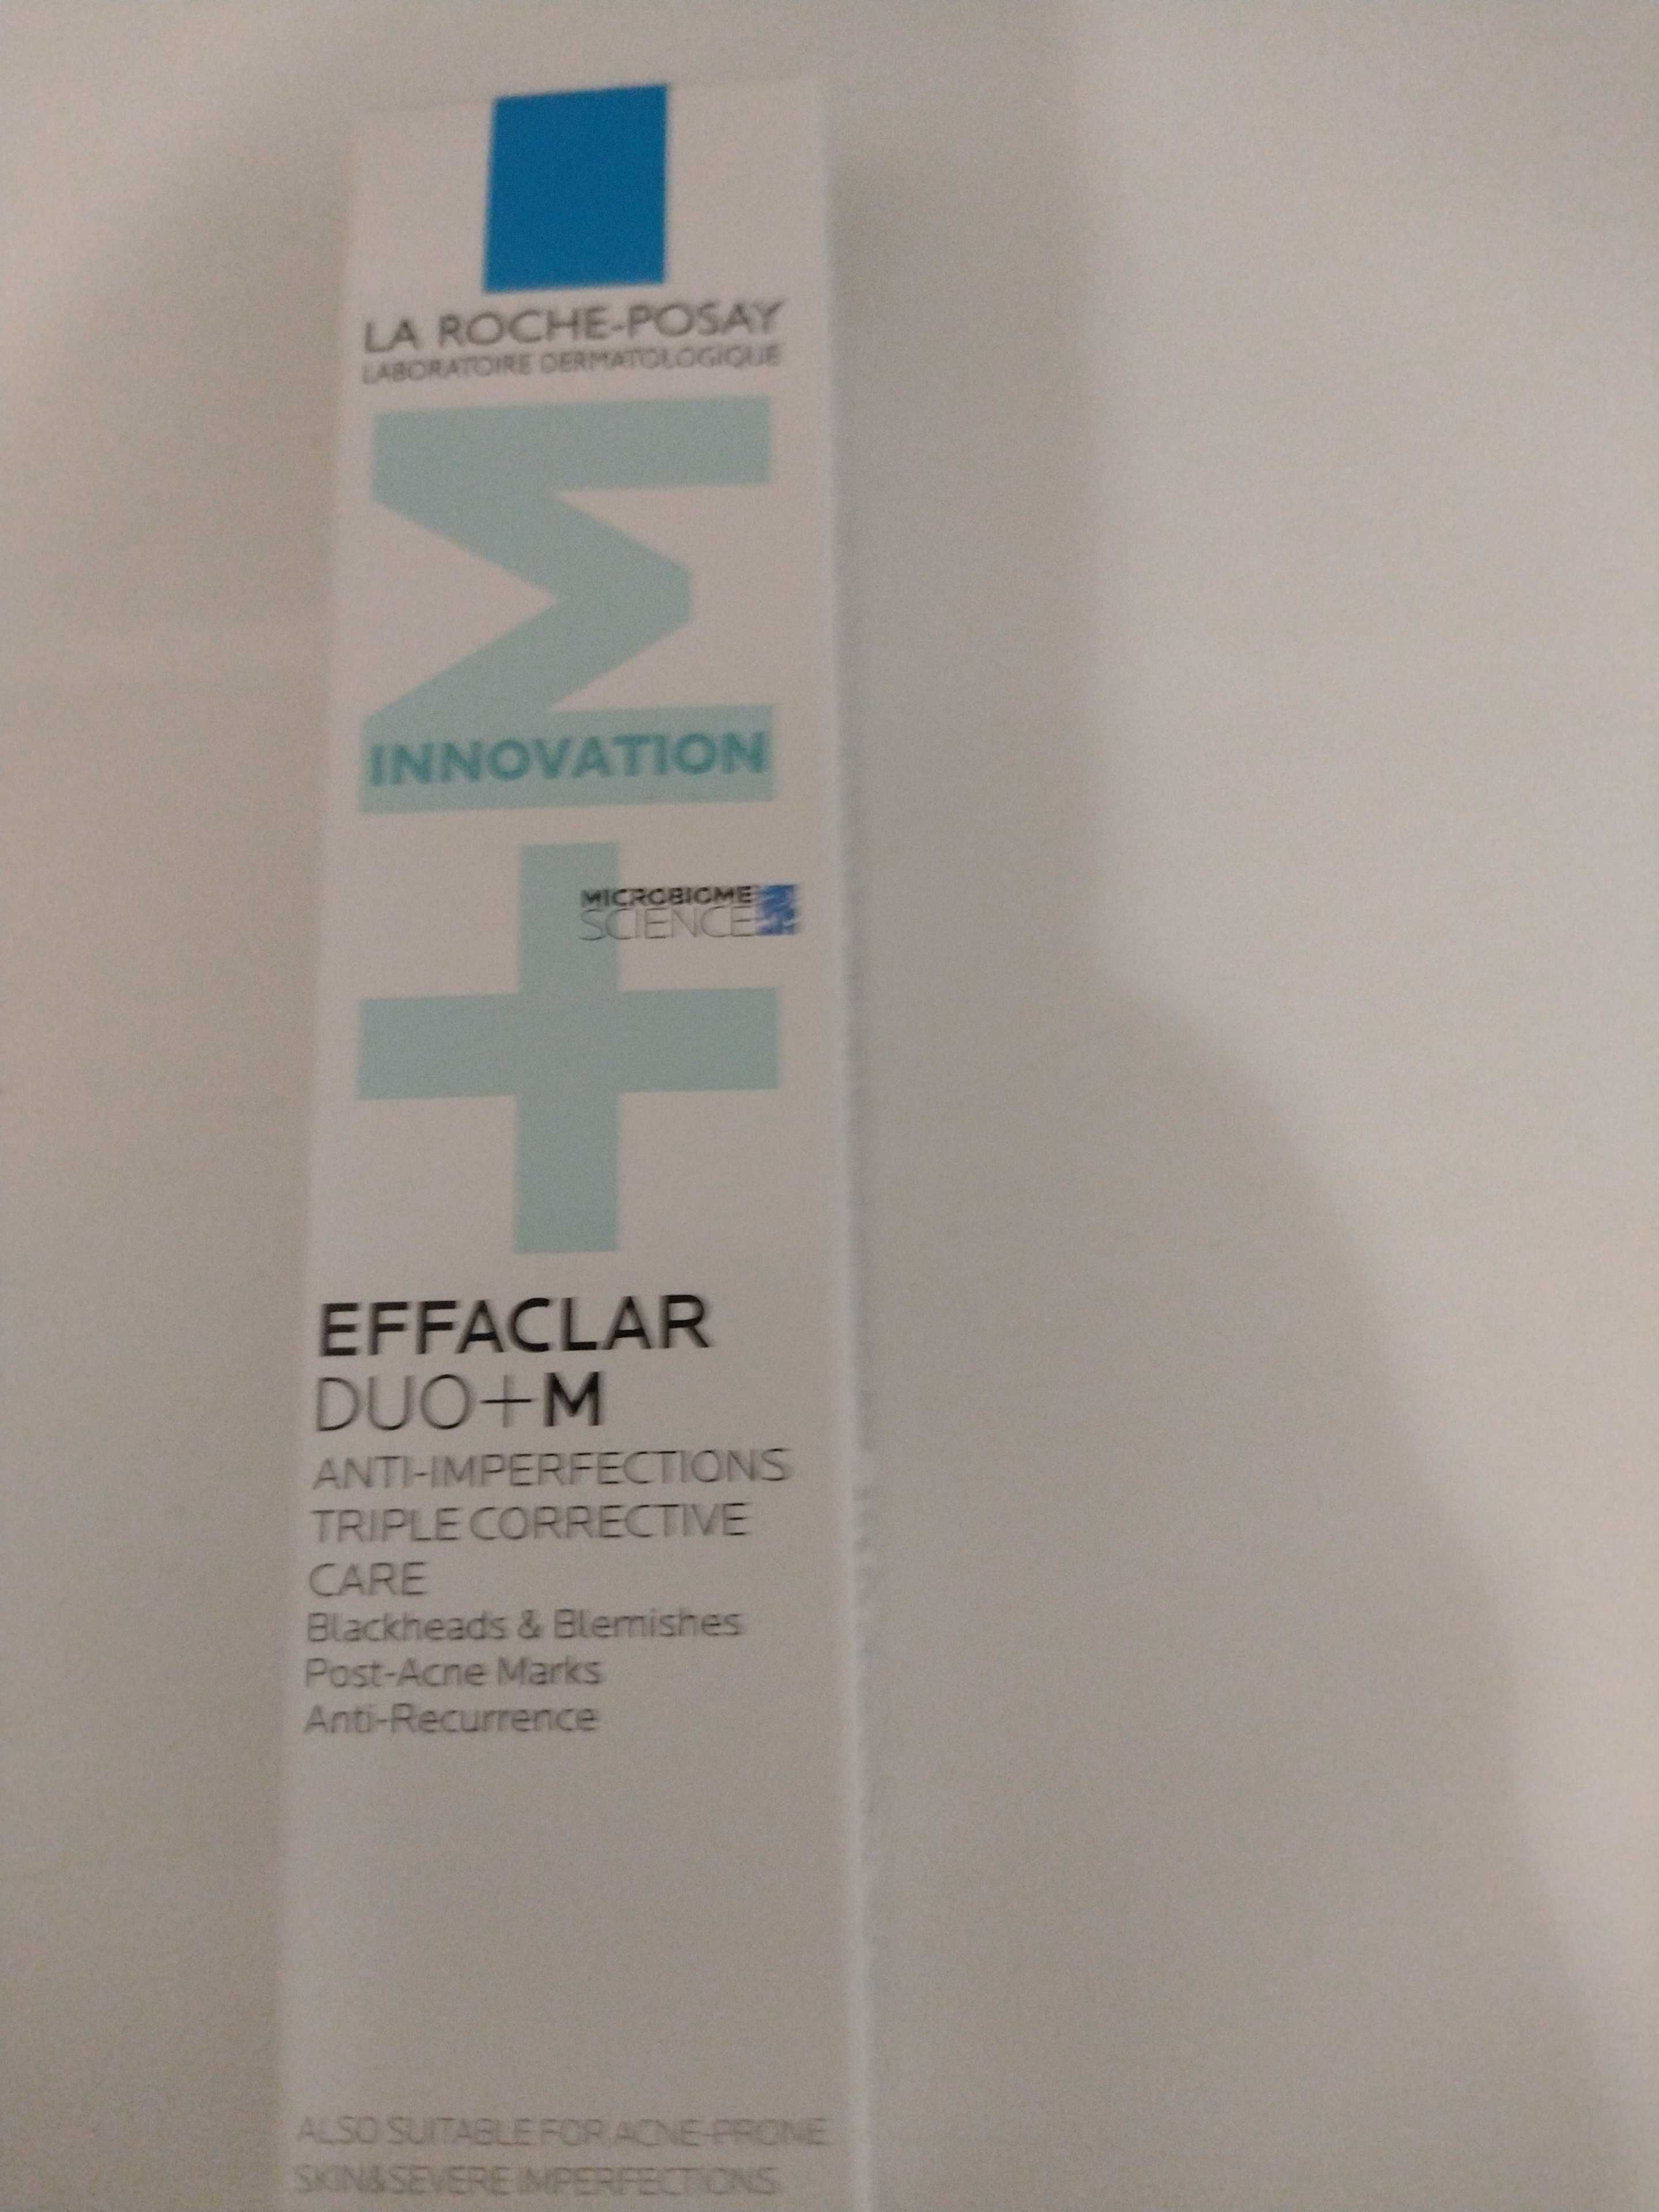 LA ROCHE-POSAY
LABORATOIRE DERMATOLOGIQUE
M
INNOVATION
MICROBIOME
SCIENCE
+
EFFACLAR
DUO+M
ANTI-IMPERFECTIONS
TRIPLE CORRECTIVE
CARE
Blackheads & Blemishes
Post-Acne Marks
Anti-Recurrence
ALSO SUITABLE FOR ACNE-PRONE
SKIN&SEVERE IMPERFECTIONS